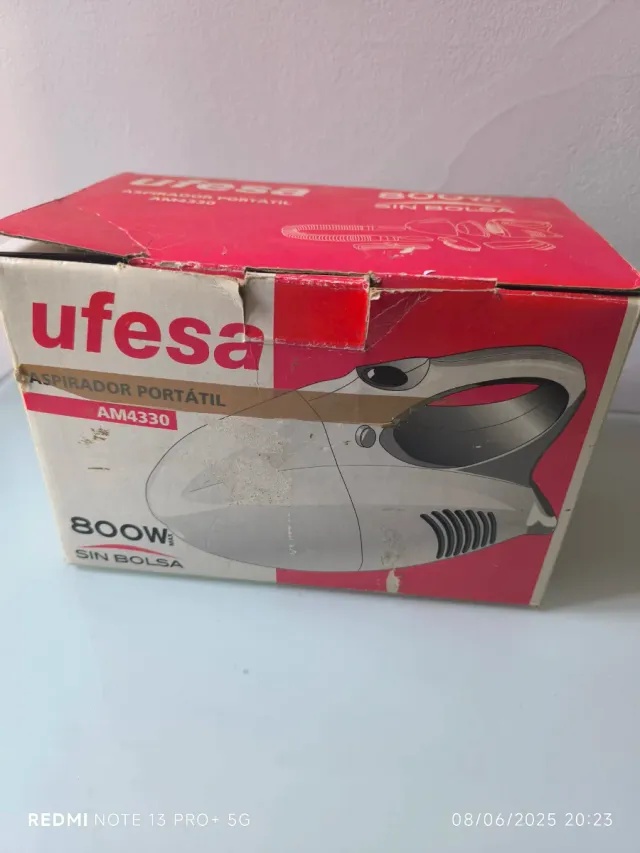 ufesa
ASPIRADOR PORTÁTIL
AM4330
800W
SIN BOLSA
ufesa
ASPIRADOR PORTÁTIL
AM4330
800W
MAX
SIN BOLSA
REDMI NOTE 13 PRO+ 5G
08/06/2025 20:23